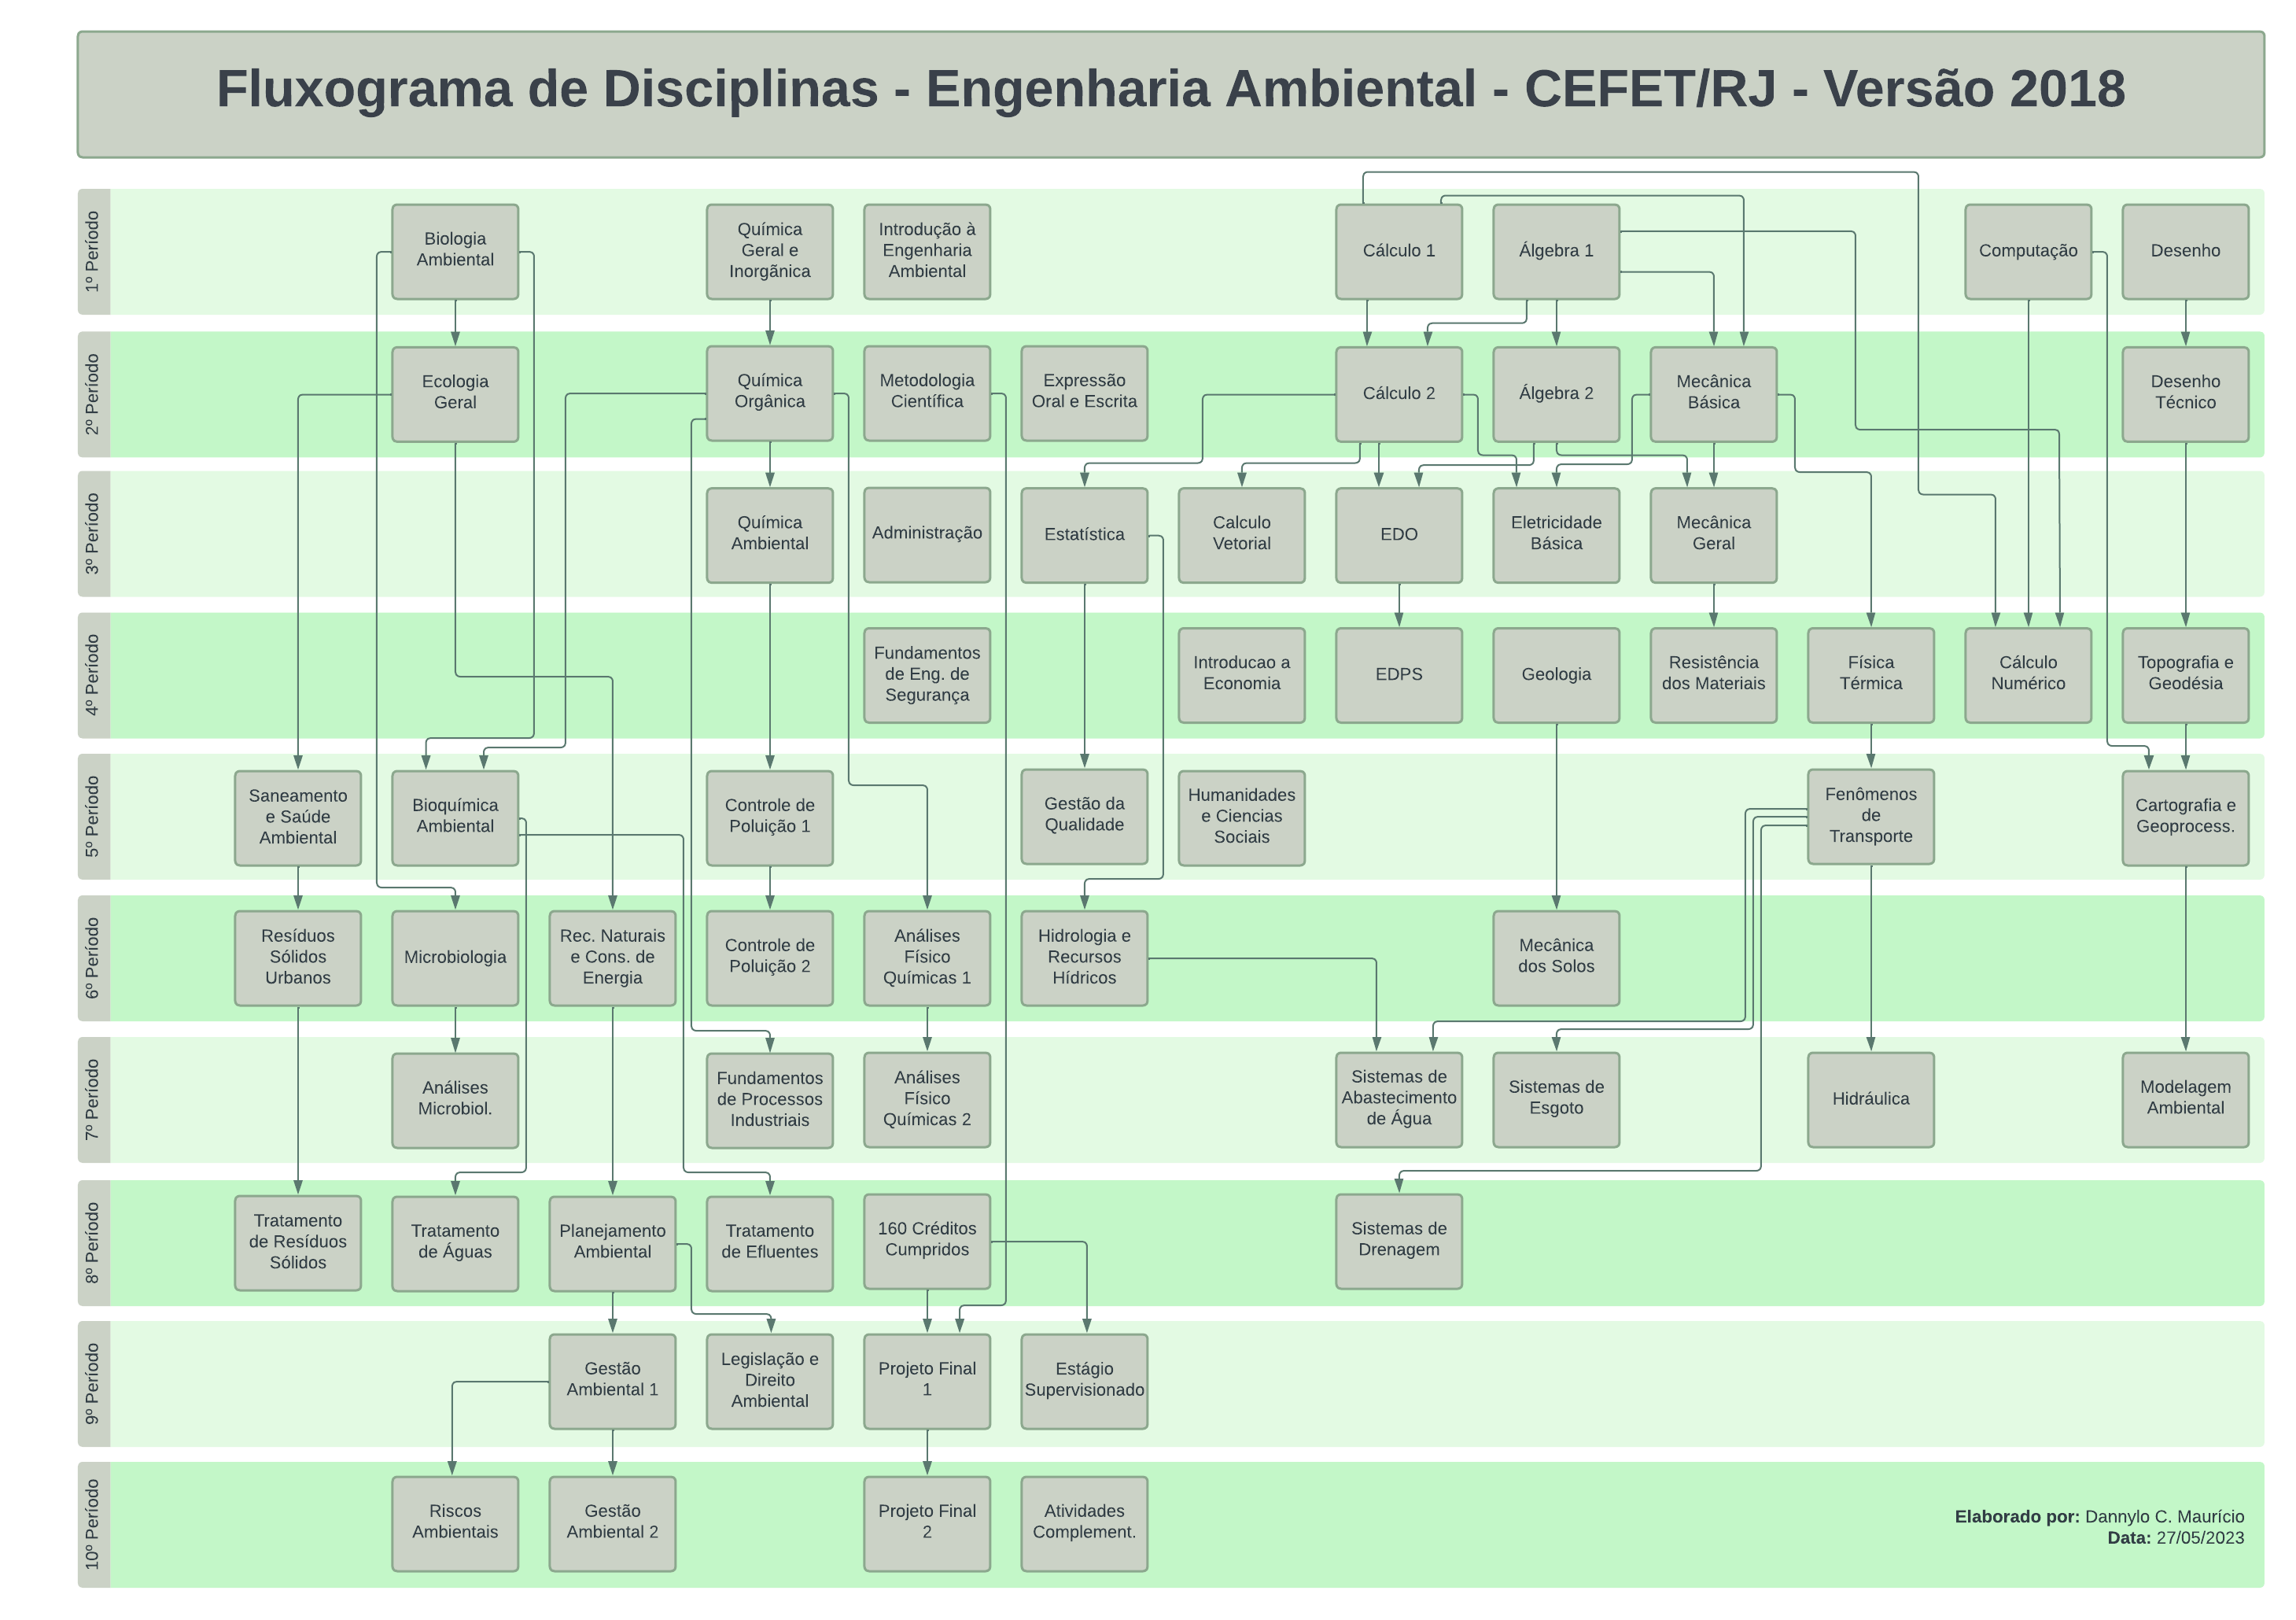 Fluxograma de Disciplinas - Engenharia Ambiental - CEFET/RJ - Versão 2018
1º Período
Biologia
Ambiental
Química
Geral e
Inorgãnica
Introdução à
Engenharia
Ambiental
Cálculo 1
Álgebra 1
Computação
Desenho
2º Período
Ecologia
Geral
Química
Orgânica
Metodologia
Científica
Expressão
Oral e Escrita
Cálculo 2
Álgebra 2
Mecânica
Básica
Desenho
Técnico
3º Período
Química
Ambiental
Administração
Estatística
Calculo
Vetorial
EDO
Eletricidade
Básica
Mecânica
Geral
4º Período
Fundamentos
de Eng. de
Segurança
Introducao a
Economia
EDPS
Geologia
Resistência
dos Materiais
Física
Térmica
Cálculo
Numérico
Topografia e
Geodésia
5º Período
Saneamento
e Saúde
Ambiental
Bioquímica
Ambiental
Controle de
Poluição 1
Gestão da
Qualidade
Humanidades
e Ciencias
Sociais
Fenômenos
de
Transporte
Cartografia e
Geoprocess.
6º Período
Resíduos
Sólidos
Urbanos
Microbiologia
Rec. Naturais
e Cons. de
Energia
Controle de
Poluição 2
Análises
Físico
Químicas 1
Hidrologia e
Recursos
Hídricos
Mecânica
dos Solos
7º Período
Análises
Microbiol.
Fundamentos
de Processos
Industriais
Análises
Físico
Químicas 2
Sistemas de
Abastecimento
de Água
Sistemas de
Esgoto
Hidráulica
Modelagem
Ambiental
8º Período
Tratamento
de Resíduos
Sólidos
Tratamento
de Águas
Planejamento
Ambiental
Tratamento
de Efluentes
160 Créditos
Cumpridos
Sistemas de
Drenagem
9º Período
Gestão
Ambiental 1
Legislação e
Direito
Ambiental
Projeto Final
1
Estágio
Supervisionado
10º Período
Riscos
Ambientais
Gestão
Ambiental 2
Projeto Final
2
Atividades
Complement.
Elaborado por: Dannylo C. Maurício
Data: 27/05/2023